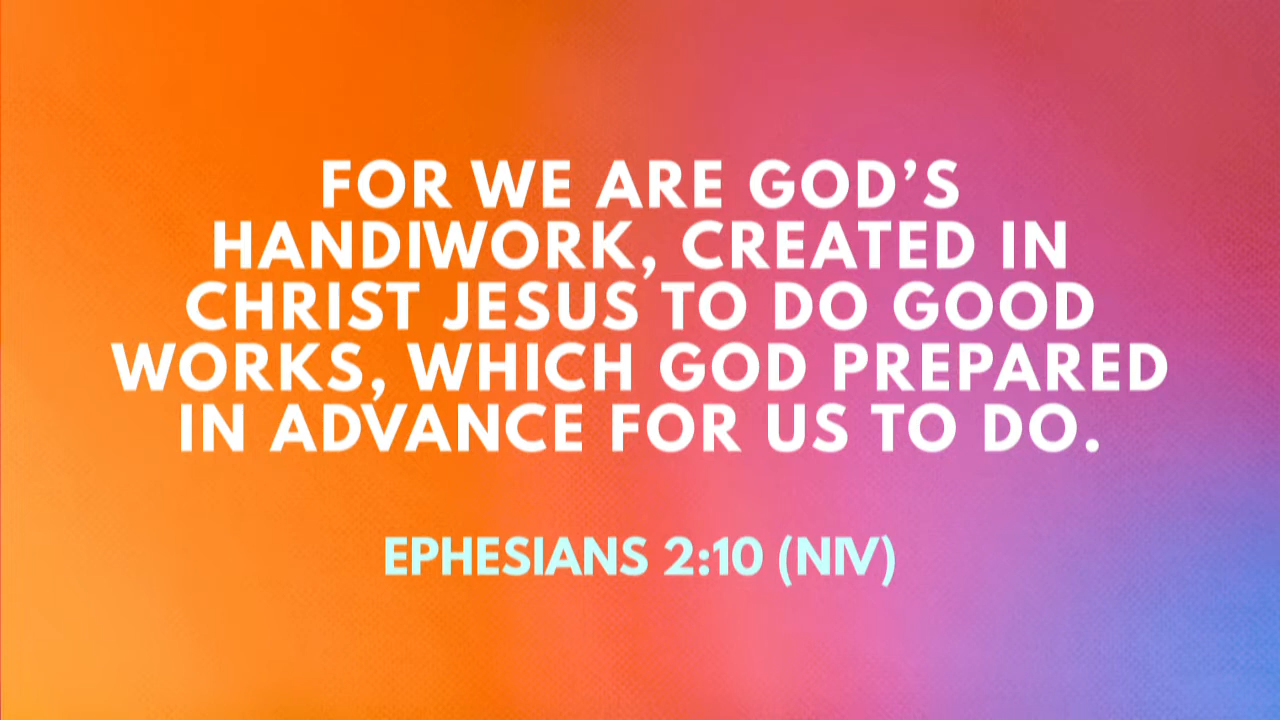 FOR WE ARE GOD’S
HANDIWORK, CREATED IN
CHRIST JESUS TO DO GOOD
WORKS, WHICH GOD PREPARED
IN ADVANCE FOR US TO DO.
EPHESIANS 2:10 (NIV)